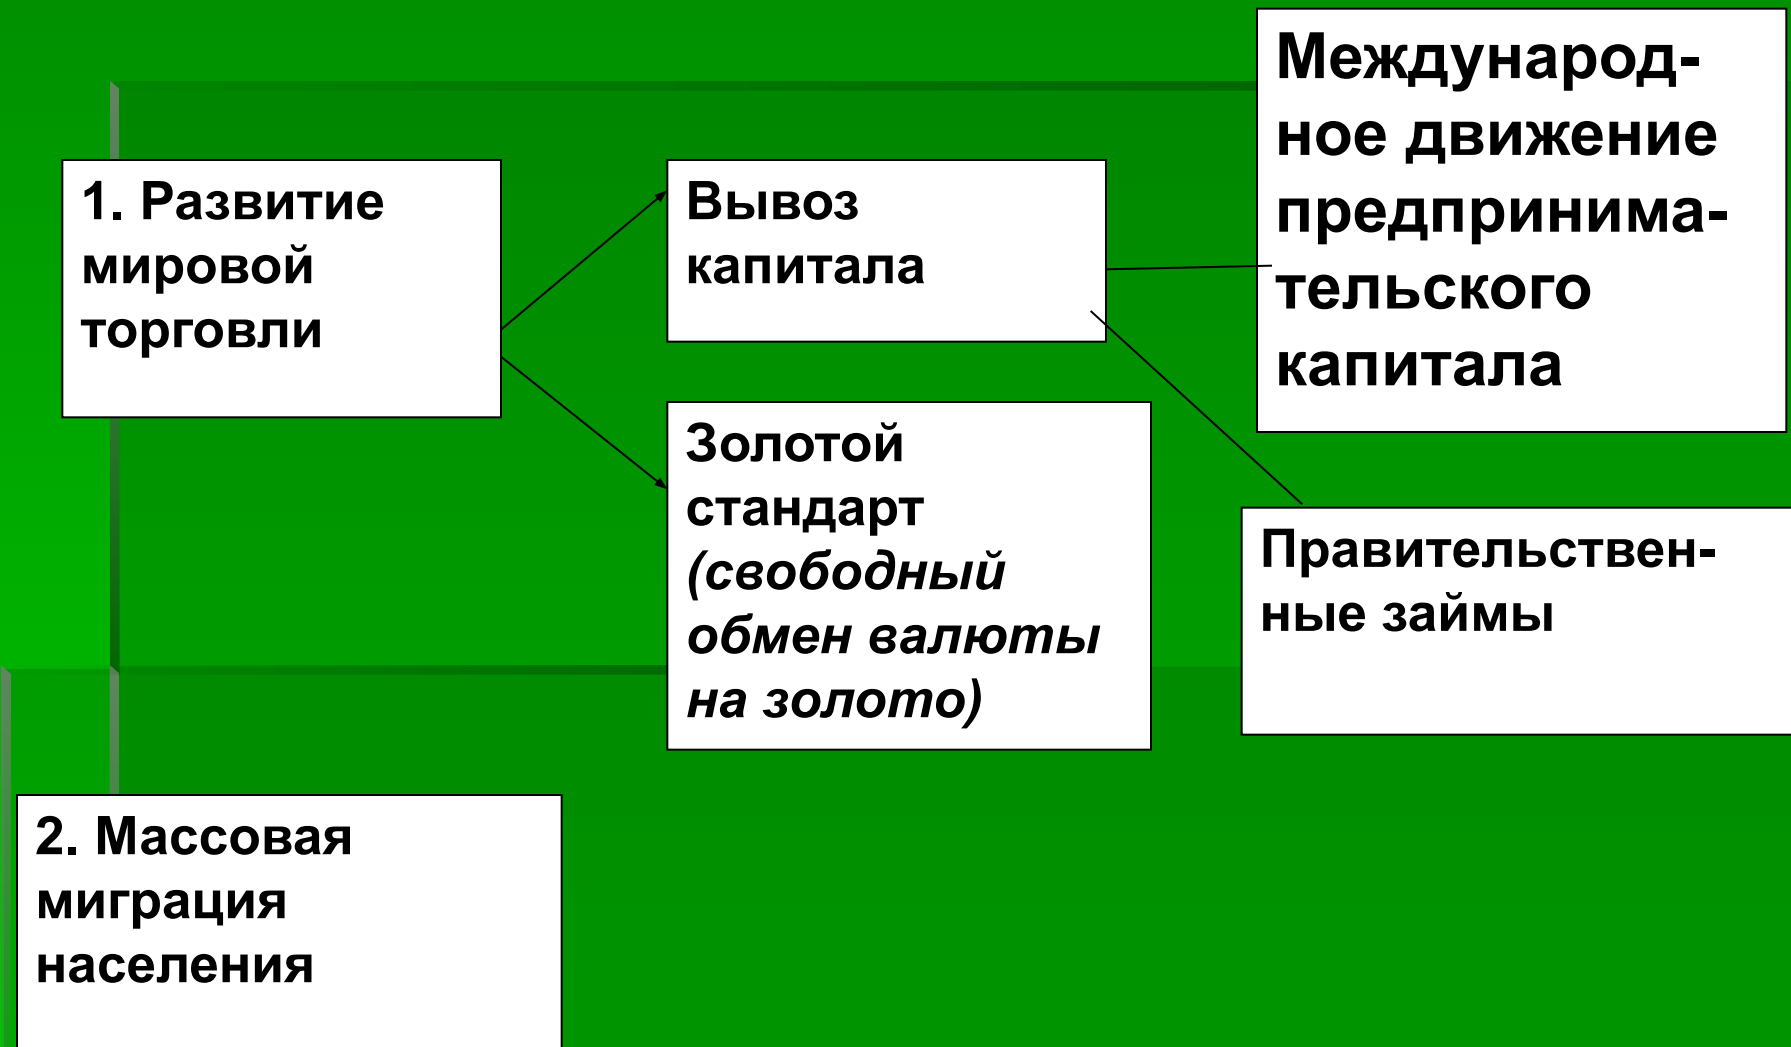 1. Развитие
мировой
торговли
Вывоз
капитала
Международ-
ное движение
предпринима-
тельского
капитала
Золотой
стандарт
(свободный
обмен валюты
на золото)
Правительствен-
ные займы
2. Массовая
миграция
населения